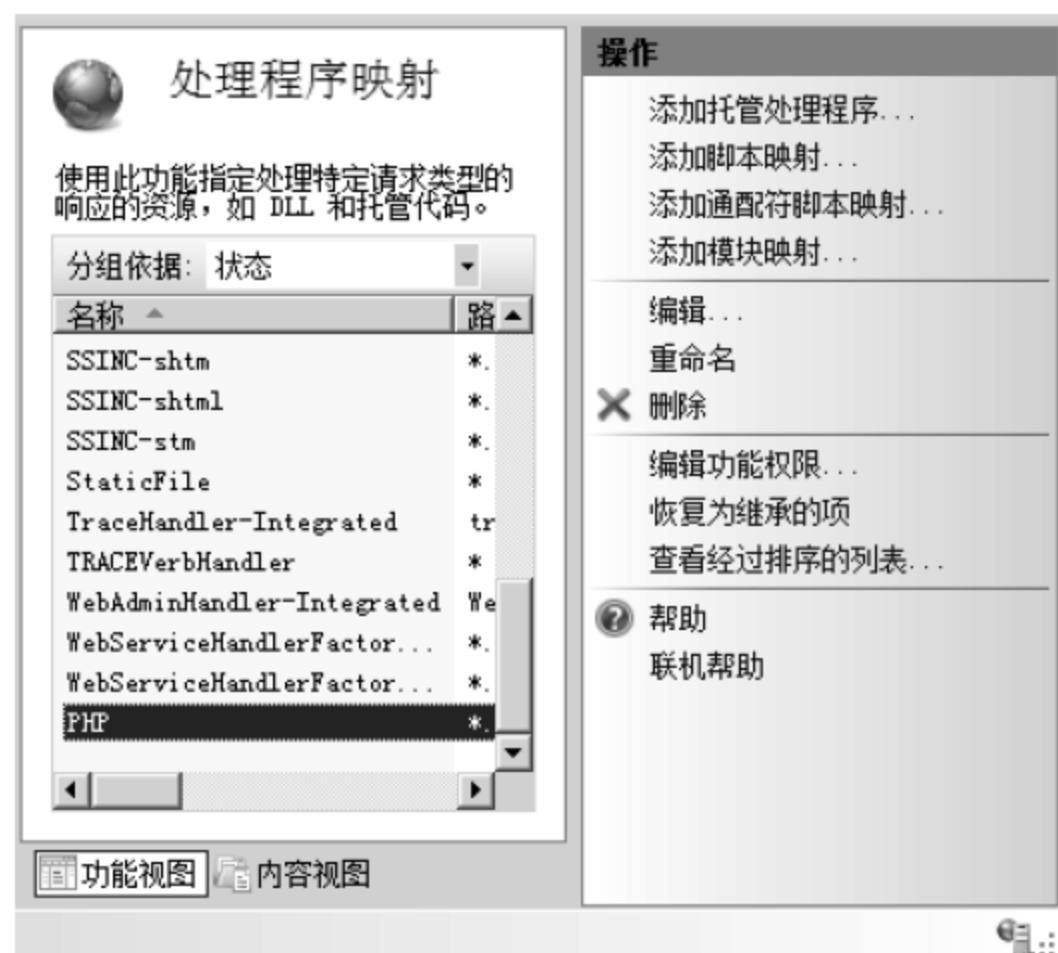 处理程序映射
使用此功能指定处理特定请求类型的
响应的资源，如 DLL 和托管代码。
分组依据: 状态
名称 路
SSINC-shtm *.
SSINC-shtml *.
SSINC-stm *.
StaticFile *
TraceHandler-Integrated tr
TRACEVerbHandler *
WebAdminHandler-Integrated We
WebServiceHandlerFactor... *.
WebServiceHandlerFactor... *.
PHP *.
功能视图 内容视图
操作
添加托管处理程序...
添加脚本映射...
添加通配符脚本映射...
添加模块映射...
编辑...
重命名
删除
编辑功能权限...
恢复为继承的项
查看经过排序的列表...
帮助
联机帮助